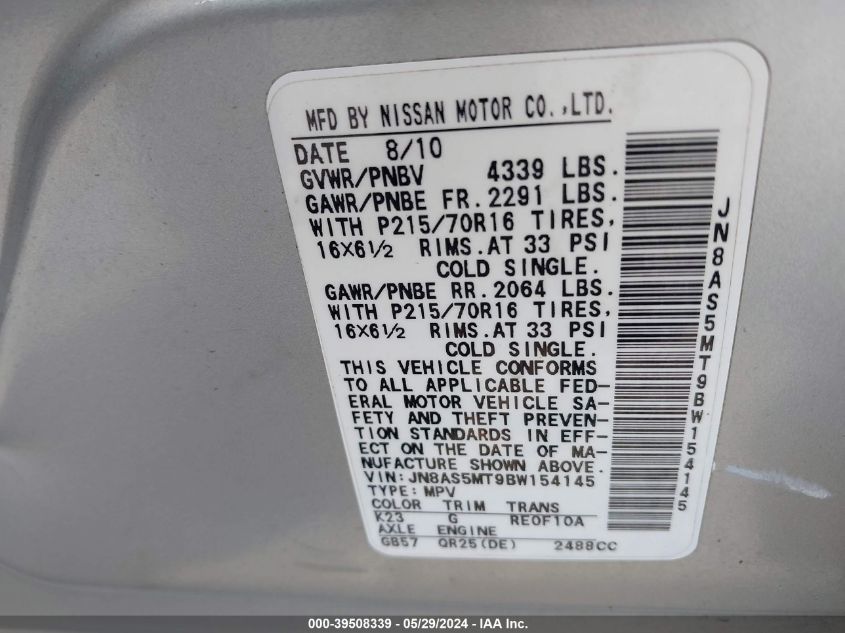 MFD BY NISSAN MOTOR CO.,LTD.
DATE 8/10
GVWR/PNBV 4339 LBS.
GAWR/PNBE FR.2291 LBS.
WITH P215/70R16 TIRES,
16X6½ RIMS.AT 33 PSI
COLD SINGLE.
GAWR/PNBE RR.2064 LBS.
WITH P215/70R16 TIRES,
16X6½ RIMS.AT 33 PSI
COLD SINGLE.
THIS VEHICLE CONFORMS
TO ALL APPLICABLE FED-
ERAL MOTOR VEHICLE SA-
FETY AND THEFT PREVEN-
TION STANDARDS IN EFF-
ECT ON THE DATE OF MA-
NUFACTURE SHOWN ABOVE.
VIN:JN8AS5MT9BW154145
TYPE:MPV
COLOR TRIM TRANS
K23 G RE0F10A
AXLE ENGINE
GB57 QR25(DE) 2488CC
JN8AS5MT9BW154145
000-39508339 - 05/29/2024 - IAA Inc.